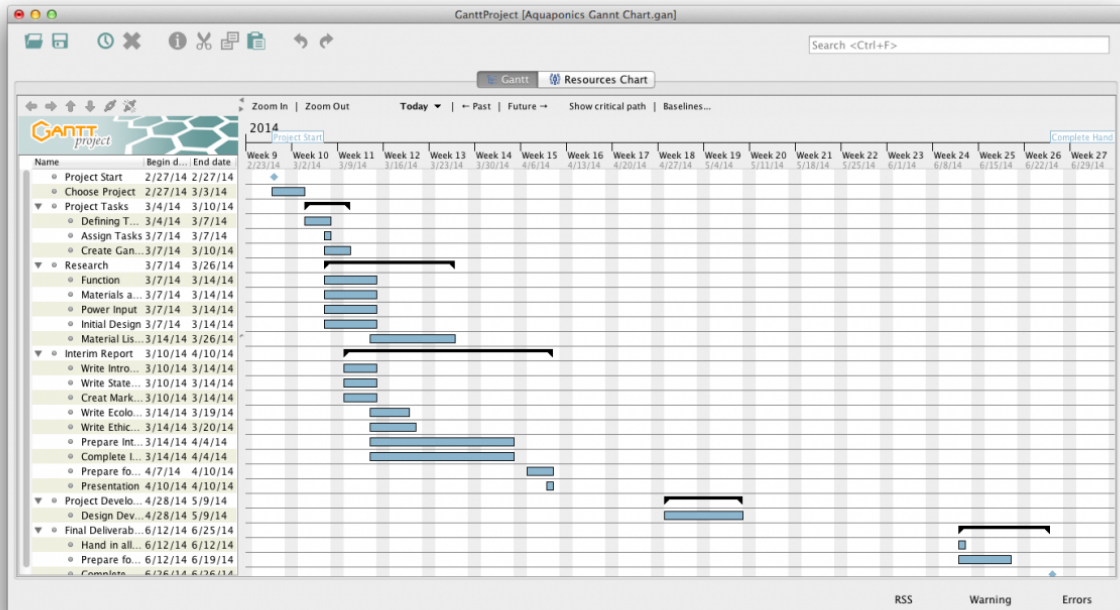 GanttProject [Aquaponics Gannt Chart.gan]
Search <Ctrl+F>
Gantt Resources Chart
Zoom In | Zoom Out Today | ← Past | Future → Show critical path | Baselines...
GANTT project
2014
Project Start Complete Hand
Week 9 Week 10 Week 11 Week 12 Week 13 Week 14 Week 15 Week 16 Week 17 Week 18 Week 19 Week 20 Week 21 Week 22 Week 23 Week 24 Week 25 Week 26 Week 27
2/23/14 3/2/14 3/9/14 3/16/14 3/23/14 3/30/14 4/6/14 4/13/14 4/20/14 4/27/14 5/4/14 5/11/14 5/18/14 5/25/14 6/1/14 6/8/14 6/15/14 6/22/14 6/29/14
Name Begin d... End date
Project Start 2/27/14 2/27/14
Choose Project 2/27/14 3/3/14
Project Tasks 3/4/14 3/10/14
Defining T... 3/4/14 3/7/14
Assign Tasks 3/7/14 3/7/14
Create Gan... 3/7/14 3/10/14
Research 3/7/14 3/26/14
Function 3/7/14 3/14/14
Materials a... 3/7/14 3/14/14
Power Input 3/7/14 3/14/14
Initial Design 3/7/14 3/14/14
Material Lis... 3/14/14 3/26/14
Interim Report 3/10/14 4/10/14
Write Intro... 3/10/14 3/14/14
Write State... 3/10/14 3/14/14
Creat Mark... 3/10/14 3/14/14
Write Ecolo... 3/14/14 3/19/14
Write Ethic... 3/14/14 3/20/14
Prepare Int... 3/14/14 4/4/14
Complete I... 3/14/14 4/4/14
Prepare fo... 4/7/14 4/10/14
Presentation 4/10/14 4/10/14
Project Develo... 4/28/14 5/9/14
Design Dev... 4/28/14 5/9/14
Final Deliverab... 6/12/14 6/25/14
Hand in all... 6/12/14 6/12/14
Prepare fo... 6/12/14 6/19/14
Complete 6/26/14 6/26/14
RSS Warning Errors